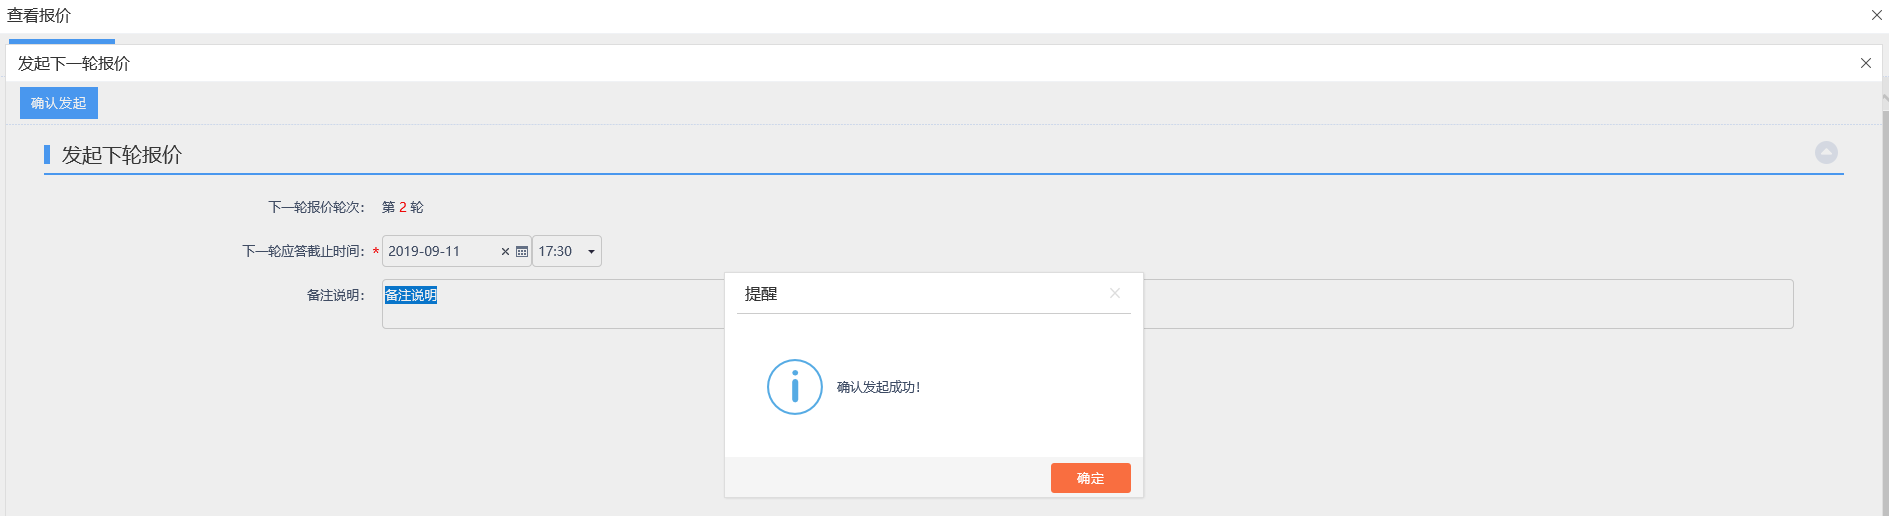 查看报价
发起下一轮报价
确认发起
发起下轮报价
下一轮报价轮次： 第 2 轮
下一轮应答截止时间：* 2019-09-11 17:30
备注说明： 备注说明
提醒
确认发起成功！
确定